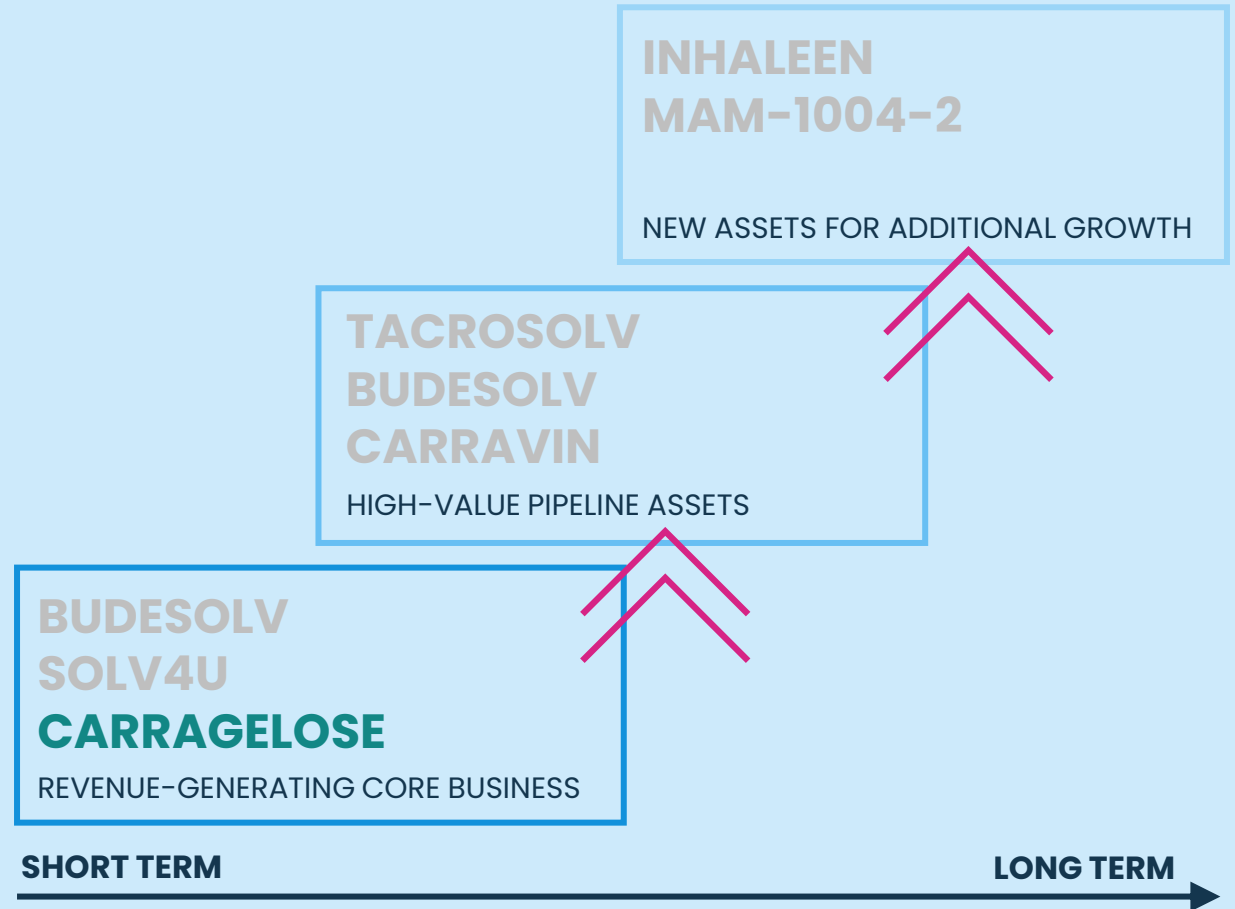 INHALEEN
MAM-1004-2
NEW ASSETS FOR ADDITIONAL GROWTH
TACROSOLV
BUDESOLV
CARRAVIN
HIGH-VALUE PIPELINE ASSETS
BUDESOLV
SOLV4U
CARRAGELOSE
REVENUE-GENERATING CORE BUSINESS
SHORT TERM
LONG TERM